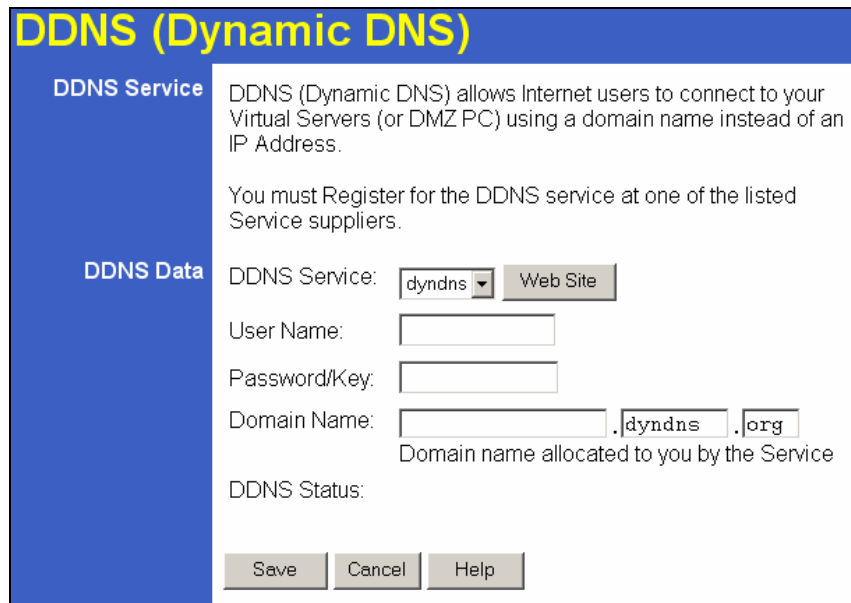 DDNS (Dynamic DNS)
DDNS Service
DDNS (Dynamic DNS) allows Internet users to connect to your
Virtual Servers (or DMZ PC) using a domain name instead of an
IP Address.
You must Register for the DDNS service at one of the listed
Service suppliers.
DDNS Data
DDNS Service: dyndns Web Site
User Name:
Password/Key:
Domain Name: .dyndns .org
Domain name allocated to you by the Service
DDNS Status:
Save Cancel Help